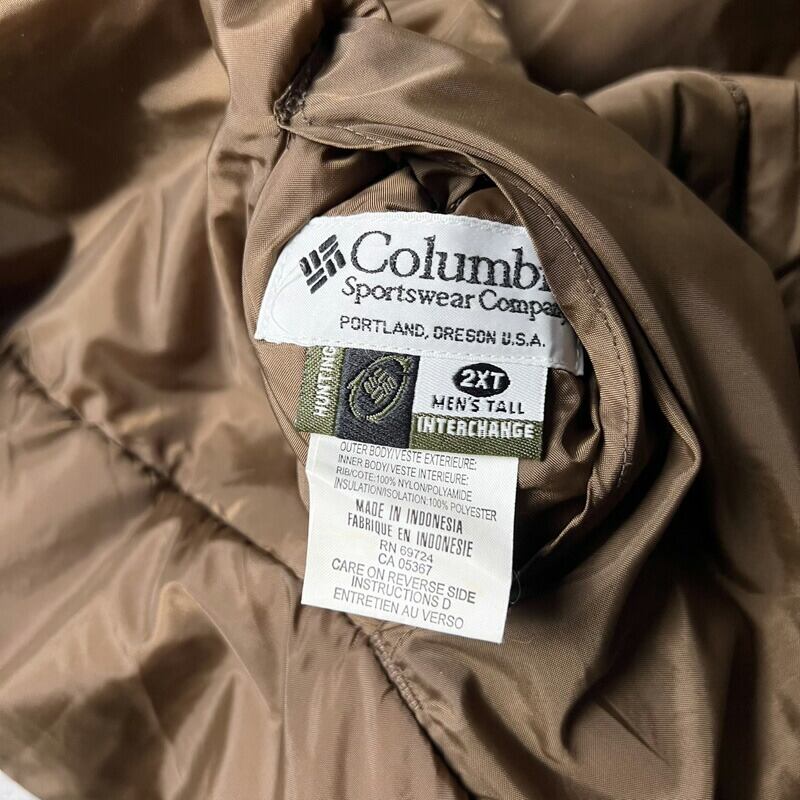 Columbi
Sportswear Company
PORTLAND, OREGON U.S.A.
HUNTING
2XT
MEN'S TALL
INTERCHANGE
OUTER BODY/VESTE EXTERIEURE:
INNER BODY/VESTE INTERIEURE:
RIB/COTE:100% NYLON/POLYAMIDE
INSULATION/ISOLATION:100% POLYESTER
MADE IN INDONESIA
FABRIQUE EN INDONESIE
RN 69724
CA 05367
CARE ON REVERSE SIDE
INSTRUCTIONS D
ENTRETIEN AU VERSO